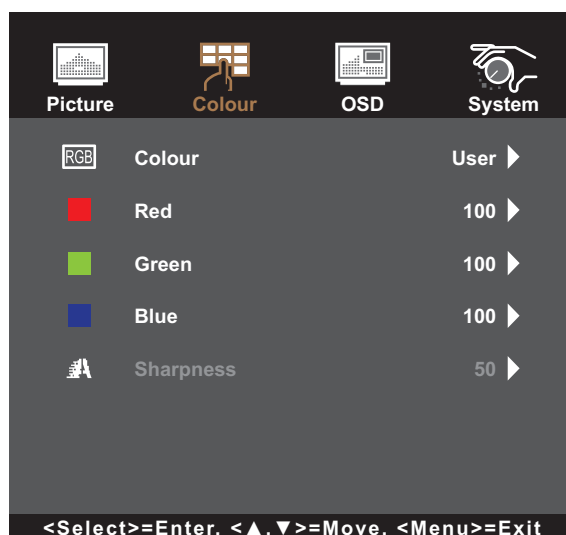 Picture Colour OSD System
RGB Colour User
Red 100
Green 100
Blue 100
Sharpness 50
<Select>=Enter, <▲,▼>=Move, <Menu>=Exit